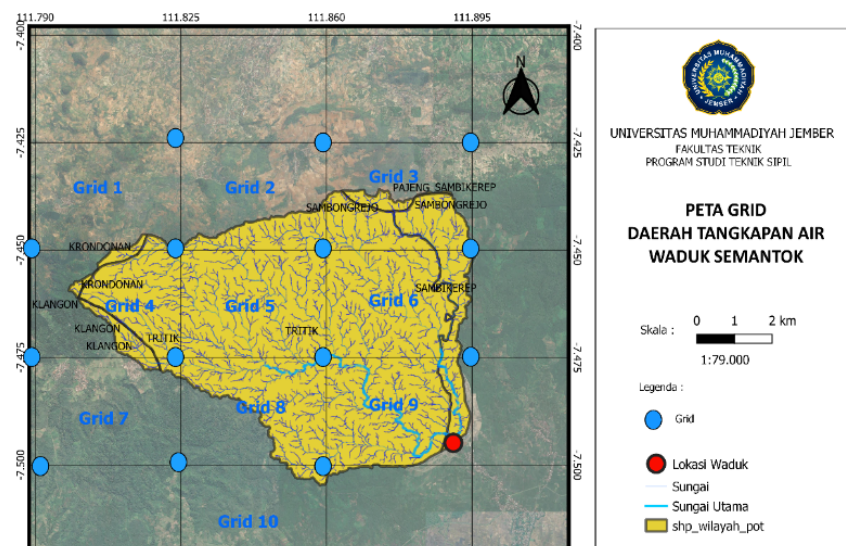 111.790 111.825 111.860 111.895
-7.400 -7.400
N
-7.425 -7.425
Grid 1 Grid 2 Grid 3
PAJENG SAMBIKEREP
SAMBONGREJO SAMBONGREJO
KRONDONAN
-7.450 -7.450
KRONDONAN SAMBIKEREP
KLANGON Grid 4 Grid 5 Grid 6
KLANGON TRITIK TRITIK
KLANGON
-7.475 -7.475
Grid 7 Grid 8 Grid 9
-7.500 -7.500
Grid 10
UNIVERSITAS MUHAMMADIYAH
JEMBER
UNIVERSITAS MUHAMMADIYAH JEMBER
FAKULTAS TEKNIK
PROGRAM STUDI TEKNIK SIPIL
PETA GRID
DAERAH TANGKAPAN AIR
WADUK SEMANTOK
Skala : 0 1 2 km
1:79.000
Legenda :
Grid
Lokasi Waduk
Sungai
Sungai Utama
shp_wilayah_pot